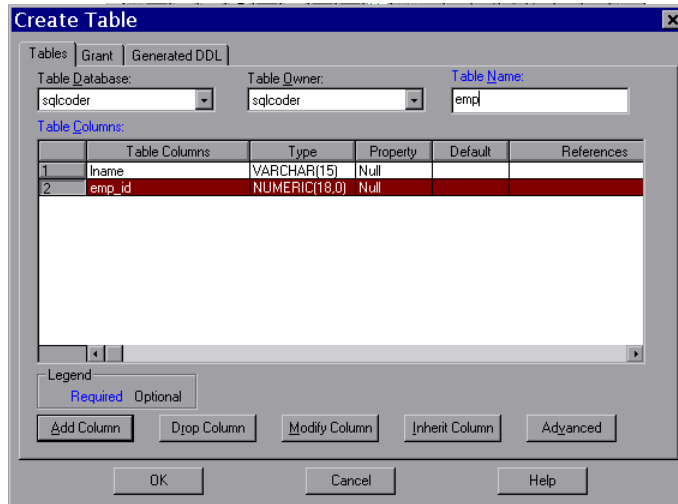 Create Table
Tables Grant Generated DDL
Table Database: Table Owner: Table Name:
sqlcoder sqlcoder emp
Table Columns:
Table Columns Type Property Default References
1 lname VARCHAR(15) Null
2 emp_id NUMERIC(18,0) Null
Legend
Required Optional
Add Column Drop Column Modify Column Inherit Column Advanced
OK Cancel Help